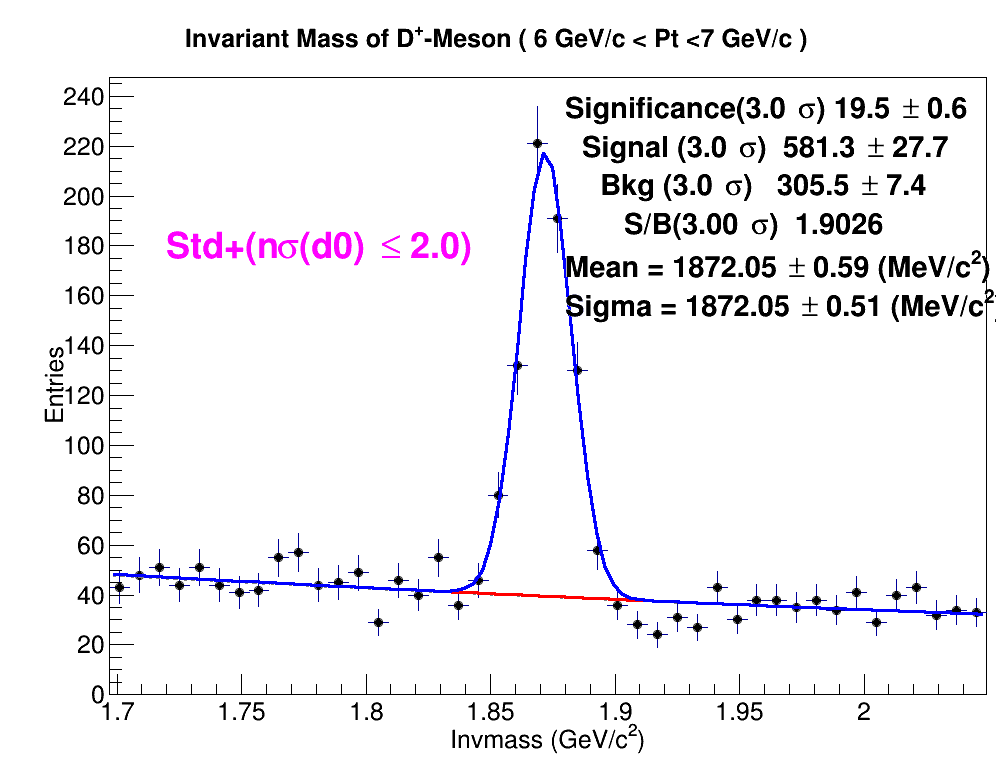 Invariant Mass of D⁺-Meson ( 6 GeV/c < Pt <7 GeV/c )
Significance(3.0 σ) 19.5 ± 0.6
Signal (3.0 σ) 581.3 ± 27.7
Bkg (3.0 σ) 305.5 ± 7.4
S/B(3.00 σ) 1.9026
Mean = 1872.05 ± 0.59 (MeV/c²)
Sigma = 1872.05 ± 0.51 (MeV/c²)
Std+(nσ(d0) ≤ 2.0)
Entries
240
220
200
180
160
140
120
100
80
60
40
20
0
1.7 1.75 1.8 1.85 1.9 1.95 2
Invmass (GeV/c²)